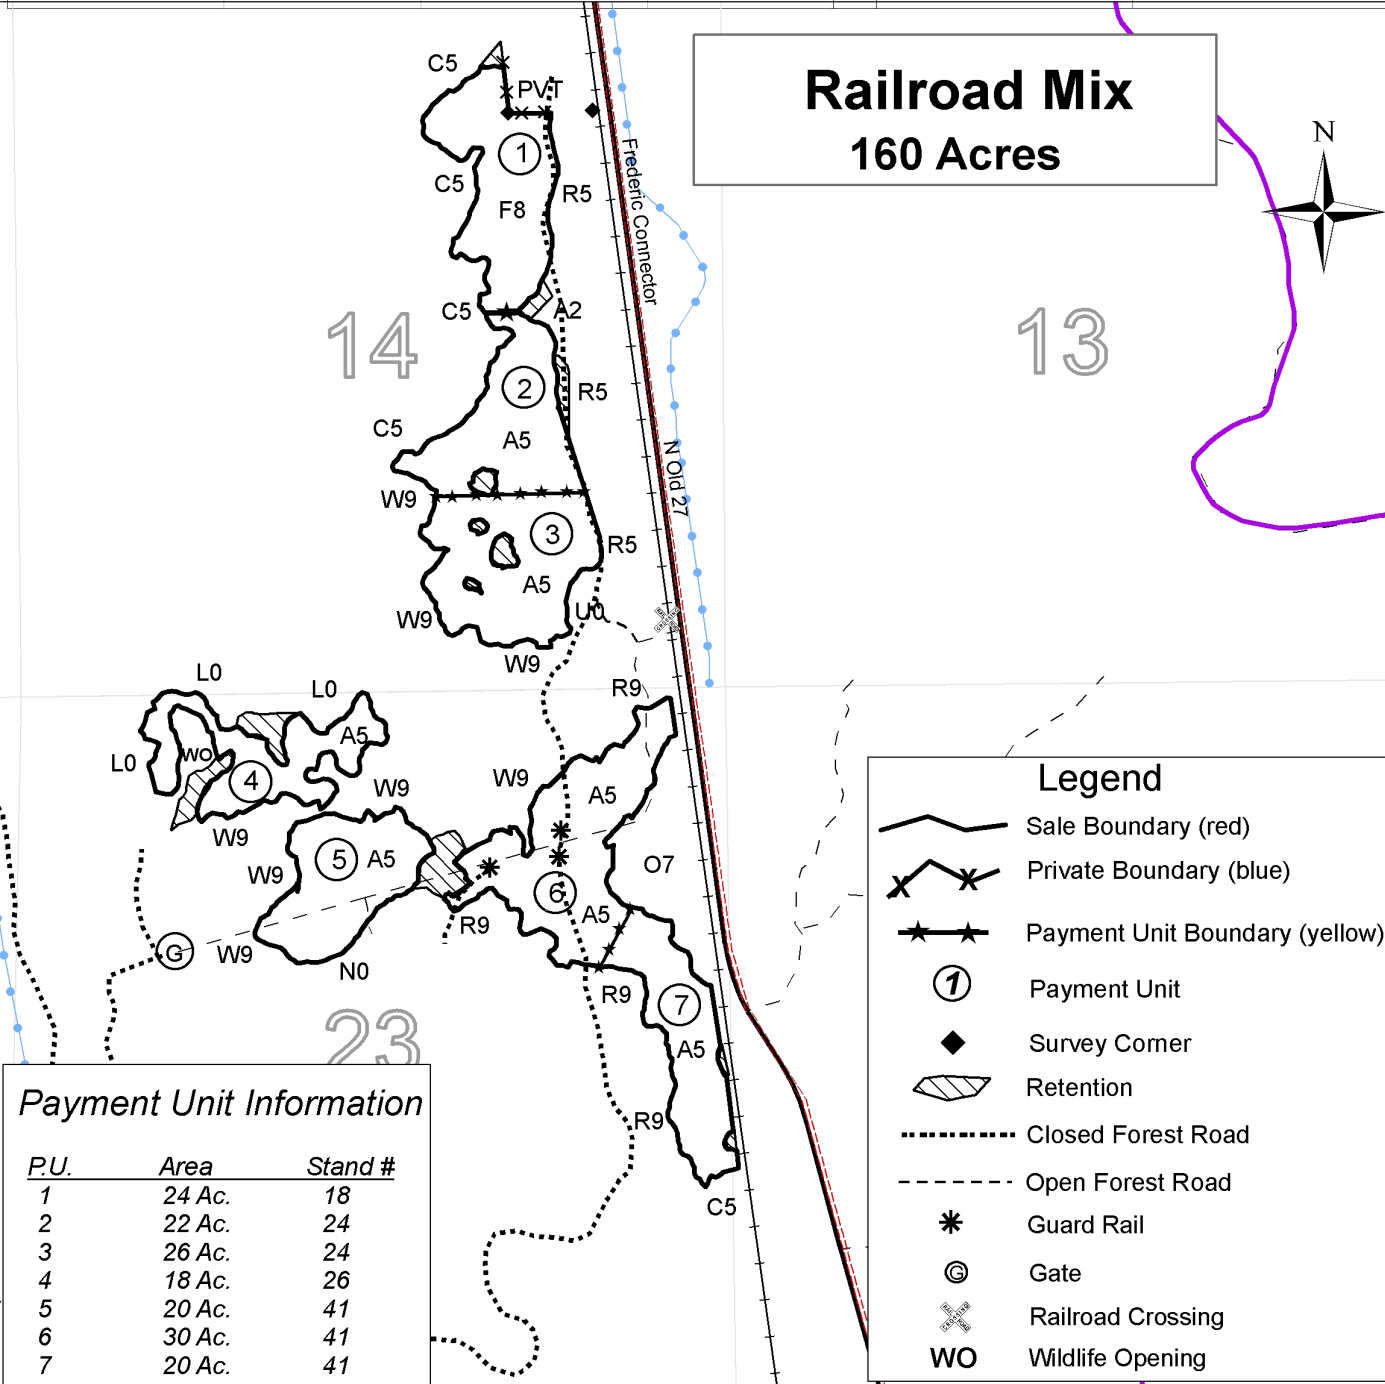 Railroad Mix
160 Acres
N
C5
PVT
1
C5
R5
F8
Frederic Connector
C5
A2
14
13
2
R5
C5
A5
N Old 27
W9
3
R5
A5
U0
W9
W9
L0
L0
R9
A5
WO
L0
4
W9
W9
A5
W9
5
A5
W9
O7
6
A5
R9
G
W9
N0
R9
7
23
A5
R9
C5
Legend
Sale Boundary (red)
X X Private Boundary (blue)
Payment Unit Boundary (yellow)
1 Payment Unit
Survey Corner
Retention
Closed Forest Road
Open Forest Road
Guard Rail
G Gate
RAIL ROAD CROSSING Railroad Crossing
WO Wildlife Opening
Payment Unit Information
P.U. Area Stand #
1 24 Ac. 18
2 22 Ac. 24
3 26 Ac. 24
4 18 Ac. 26
5 20 Ac. 41
6 30 Ac. 41
7 20 Ac. 41